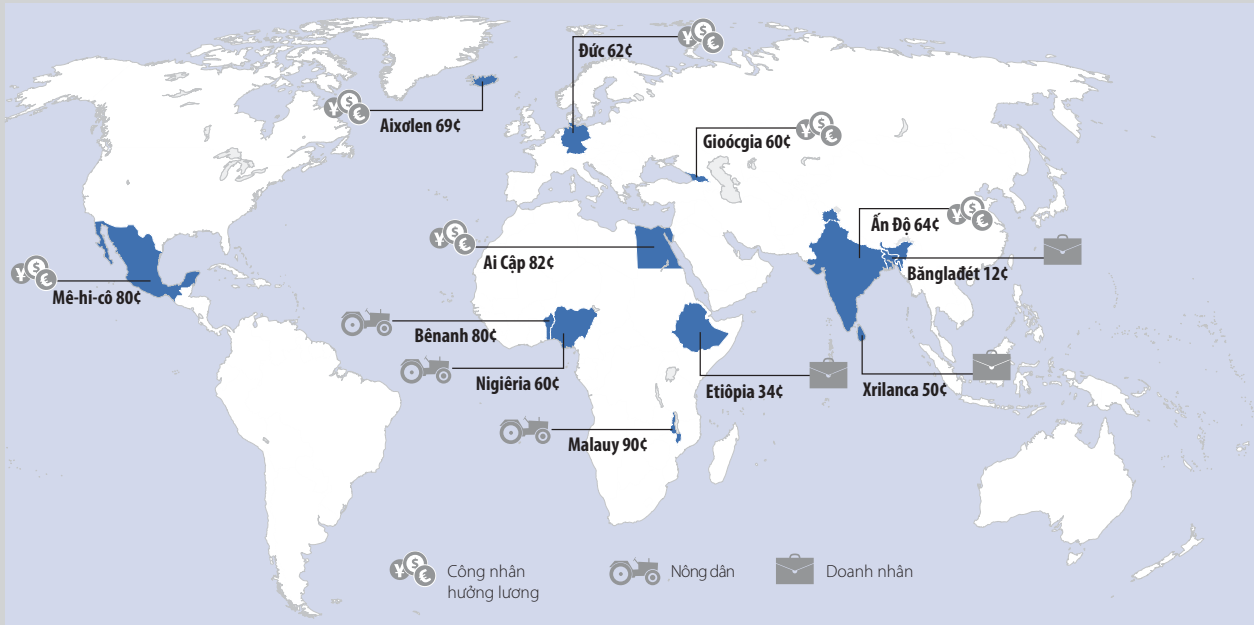 Đức 62¢
Aixơlen 69¢
Gioócgia 60¢
Ấn Độ 64¢
Ai Cập 82¢
Băngladét 12¢
Mê-hi-cô 80¢
Bênanh 80¢
Nigiêria 60¢
Etiôpia 34¢
Xrilanca 50¢
Malauy 90¢
¥ $ €
Công nhân
hưởng lương
Nông dân
Doanh nhân